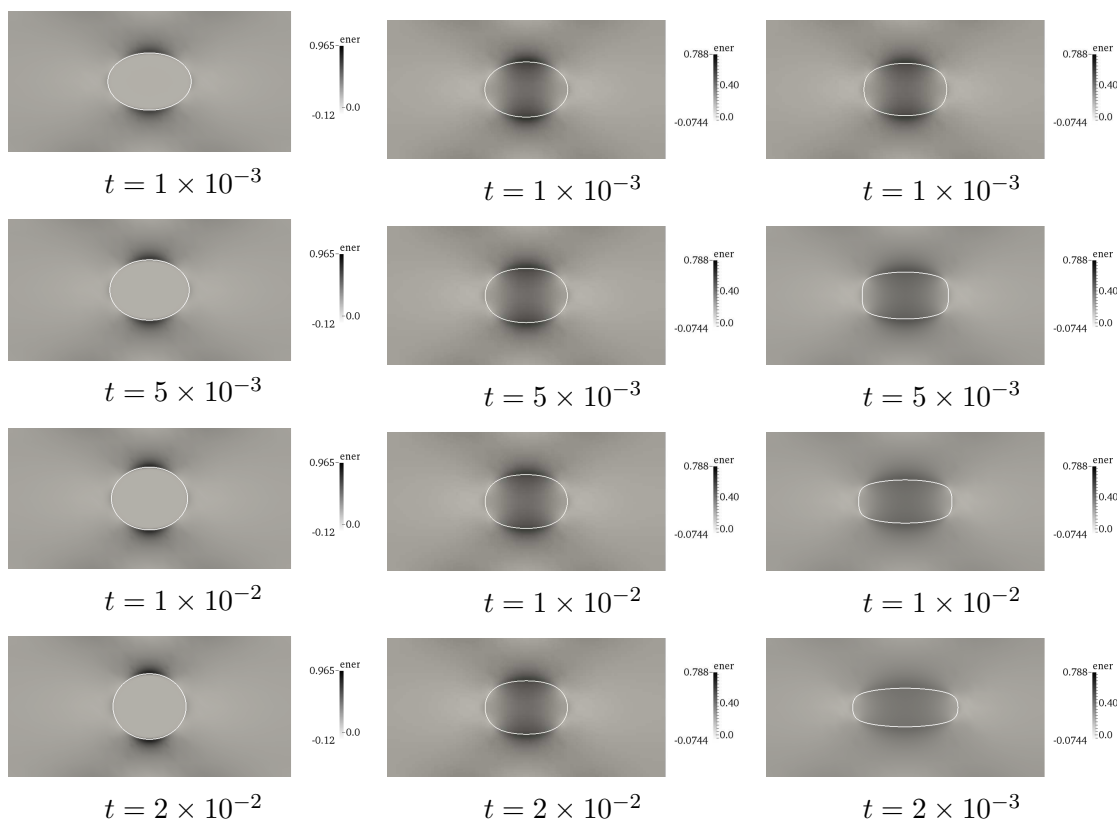 ener
0.965
0.0
-0.12
ener
0.788
0.40
0.0
-0.0744
ener
0.788
0.40
0.0
-0.0744
t = 1 × 10⁻³
t = 1 × 10⁻³
t = 1 × 10⁻³
ener
0.965
0.0
-0.12
ener
0.788
0.40
0.0
-0.0744
ener
0.788
0.40
0.0
-0.0744
t = 5 × 10⁻³
t = 5 × 10⁻³
t = 5 × 10⁻³
ener
0.965
0.0
-0.12
ener
0.788
0.40
0.0
-0.0744
ener
0.788
0.40
0.0
-0.0744
t = 1 × 10⁻²
t = 1 × 10⁻²
t = 1 × 10⁻²
ener
0.965
0.0
-0.12
ener
0.788
0.40
0.0
-0.0744
ener
0.788
0.40
0.0
-0.0744
t = 2 × 10⁻²
t = 2 × 10⁻²
t = 2 × 10⁻³